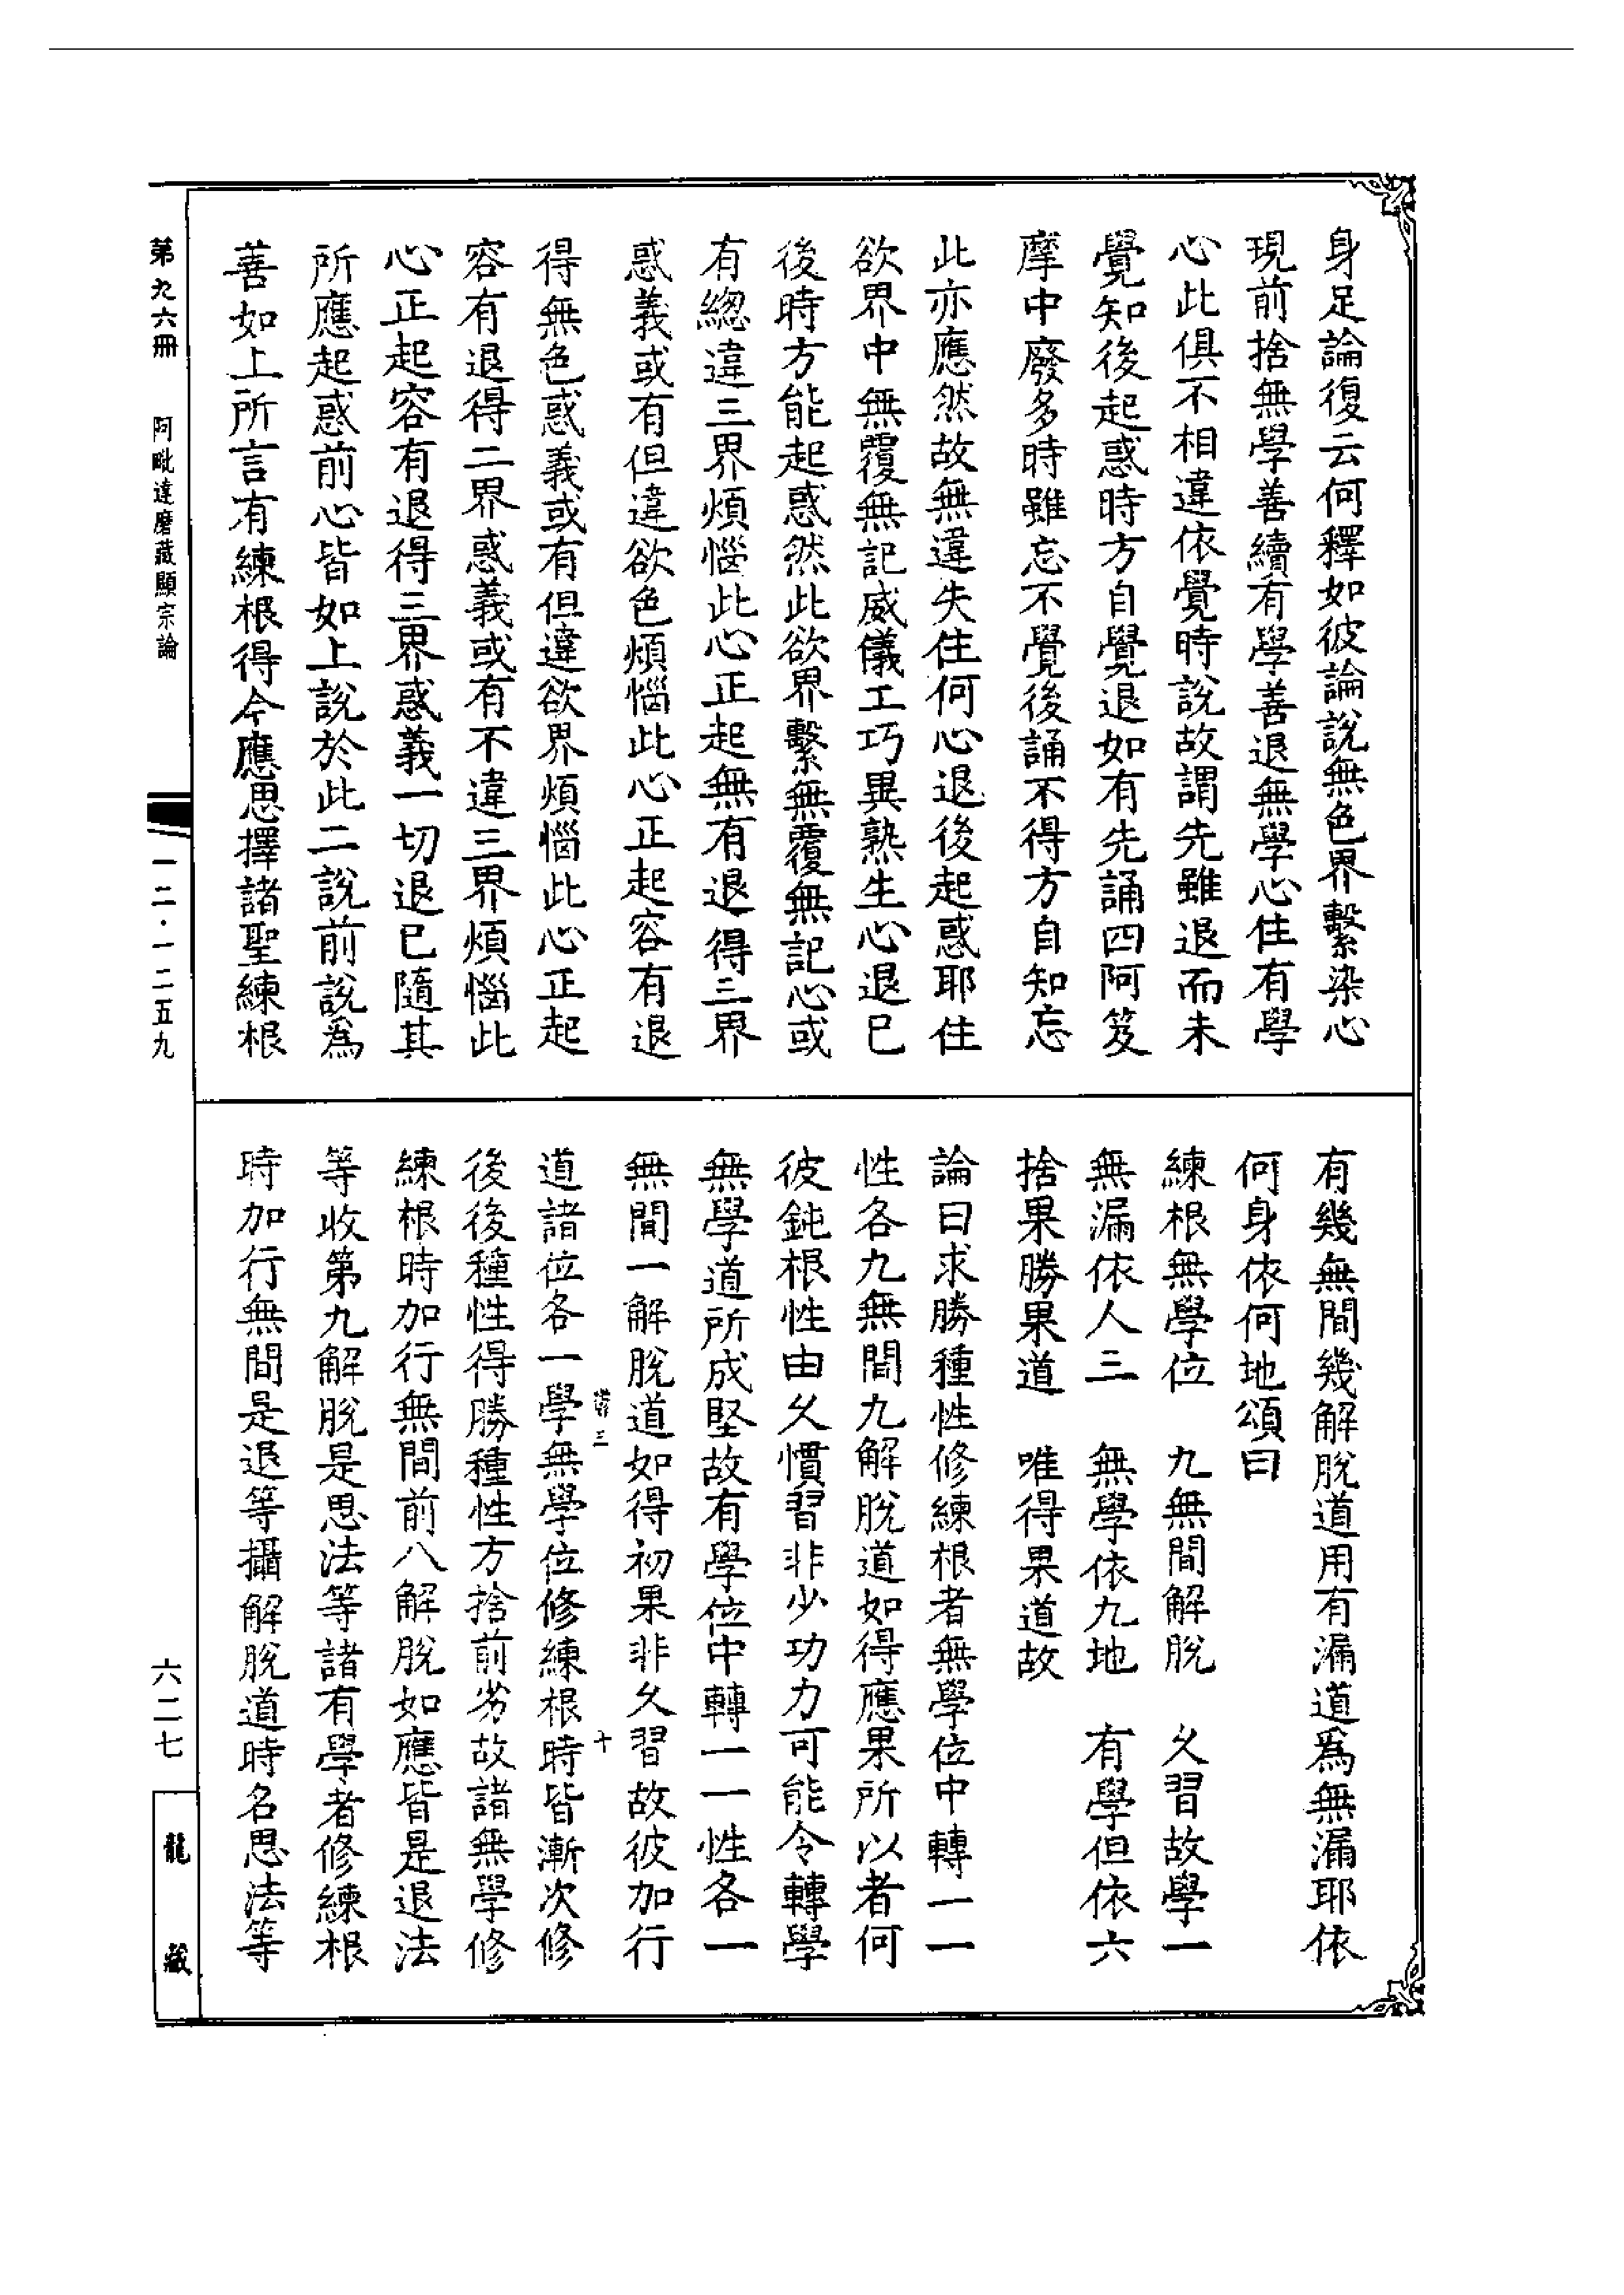 身足論復云何釋如彼論說無色界繫染心
現前捨無學善續有學善退無學心住有學
心此俱不相違依覺時說故謂先雖退而未
覺知後起惑時方自覺退如有先誦四阿笈
摩中廢多時雖忘不覺後誦不得方自知忘
此亦應然故無違失住何心退後起惑耶住
欲界中無覆無記威儀工巧異熟生心退已
後時方能起惑然此欲界繫無覆無記心或
有總違三界煩惱此心正起無有退得三界
惑義或有但違欲色煩惱此心正起容有退
得無色惑義或有但違欲界煩惱此心正起
容有退得二界惑義或有不違三界煩惱此
心正起容有退得三界惑義一切退已隨其
所應起惑前心皆如上說於此二說前說為
善如上所言有練根得今應思擇諸聖練根
有幾無間幾解脫道用有漏道為無漏耶依
何身依何地頌曰
練根無學位　九無間解脫　久習故學一
無漏依人三　無學依九地　有學但依六
捨果勝果道　唯得果道故
論曰求勝種性修練根者無學位中轉一一
性各九無間九解脫道如得應果所以者何
彼鈍根性由久慣習非少功力可能令轉學
無學道所成堅故有學位中轉一一性各一
無間一解脫道如得初果非久習故彼加行
道諸位各一學無學位修練根時皆漸次修
後後種性得勝種性方捨前劣故諸無學修
練根時加行無間前八解脫如應皆是退法
等收第九解脫是思法等諸有學者修練根
時加行無間是退等攝解脫道時名思法等
三　十
第九六冊　阿毗達磨藏顯宗論
一二·一二五九
六二七
龍藏